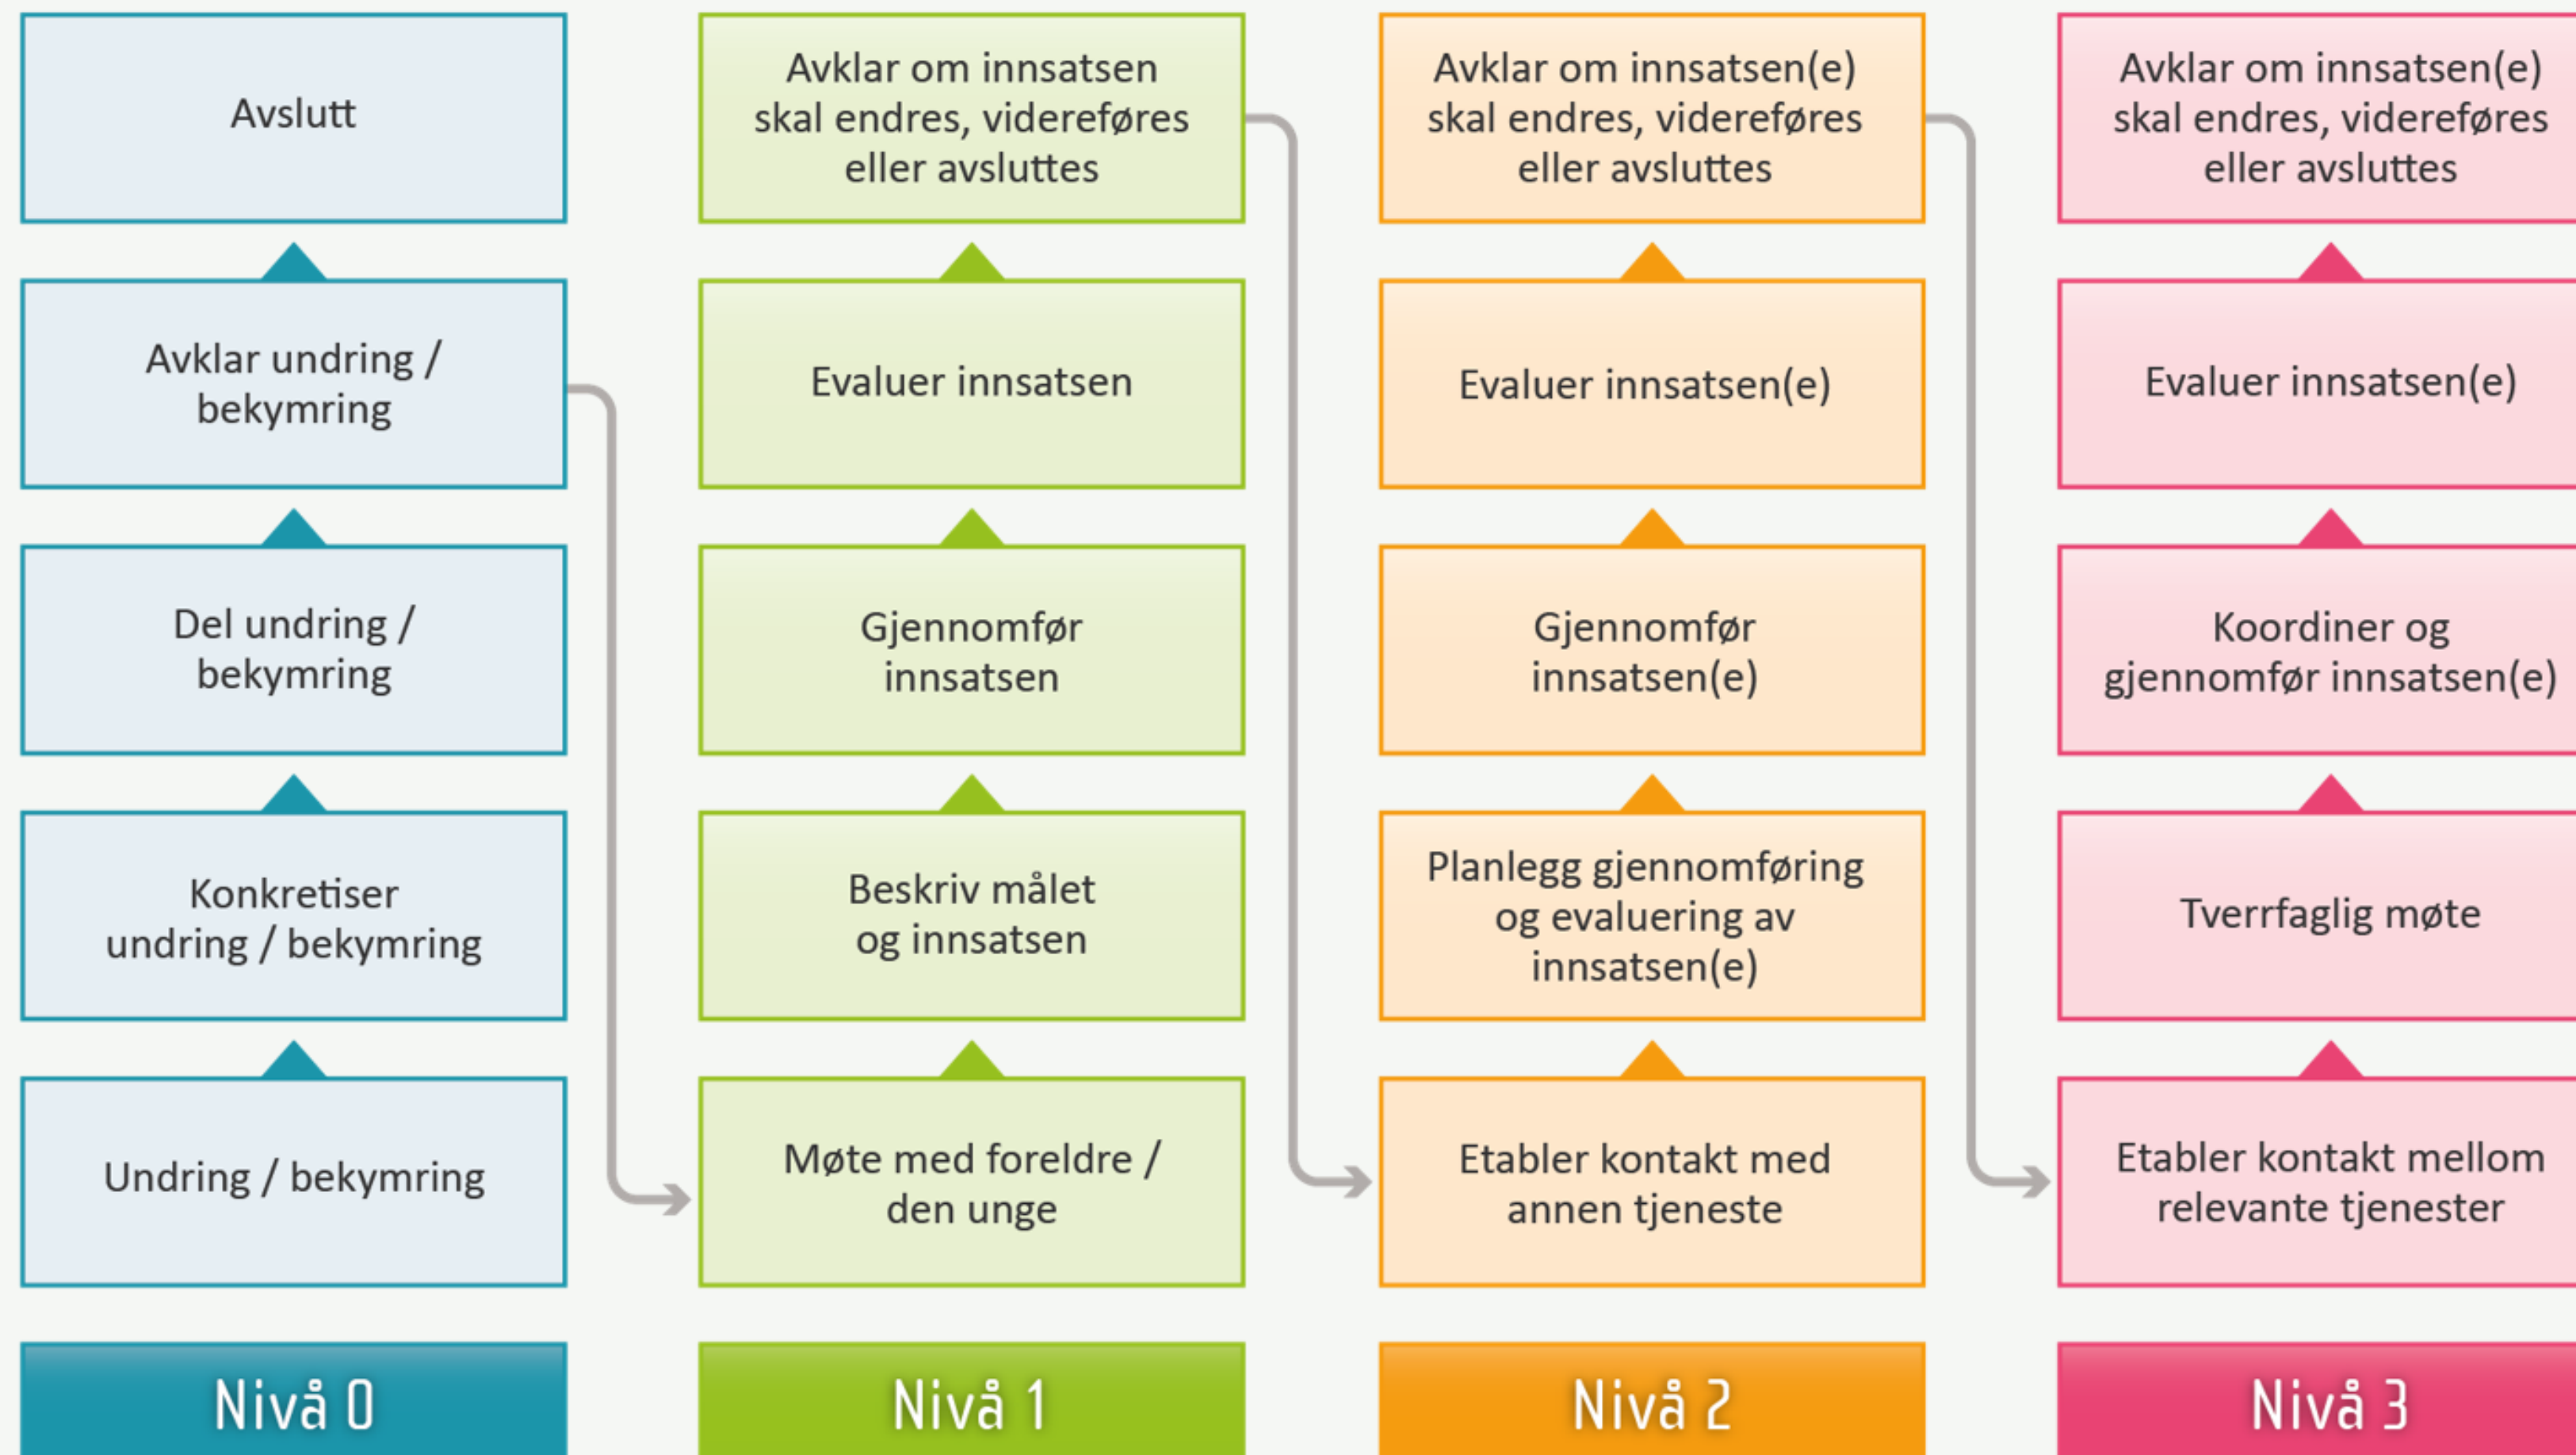 Avslutt
Avklar undring /
bekymring
Del undring /
bekymring
Konkretiser
undring / bekymring
Undring / bekymring
Nivå 0
Avklar om innsatsen
skal endres, videreføres
eller avsluttes
Evaluer innsatsen
Gjennomfør
innsatsen
Beskriv målet
og innsatsen
Møte med foreldre /
den unge
Nivå 1
Avklar om innsatsen(e)
skal endres, videreføres
eller avsluttes
Evaluer innsatsen(e)
Gjennomfør
innsatsen(e)
Planlegg gjennomføring
og evaluering av
innsatsen(e)
Etabler kontakt med
annen tjeneste
Nivå 2
Avklar om innsatsen(e)
skal endres, videreføres
eller avsluttes
Evaluer innsatsen(e)
Koordiner og
gjennomfør innsatsen(e)
Tverrfaglig møte
Etabler kontakt mellom
relevante tjenester
Nivå 3